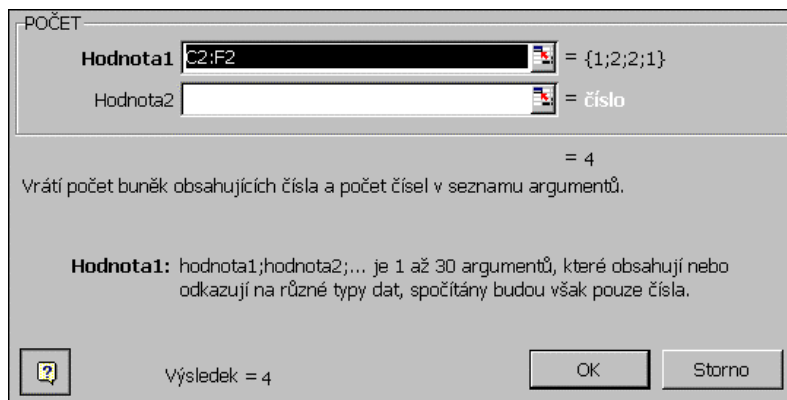 POČET
Hodnota1 C2:F2 = {1;2;2;1}
Hodnota2 = číslo
= 4
Vrátí počet buněk obsahujících čísla a počet čísel v seznamu argumentů.
Hodnota1: hodnota1;hodnota2;... je 1 až 30 argumentů, které obsahují nebo
odkazují na různé typy dat, spočítány budou však pouze čísla.
? Výsledek = 4 OK Storno